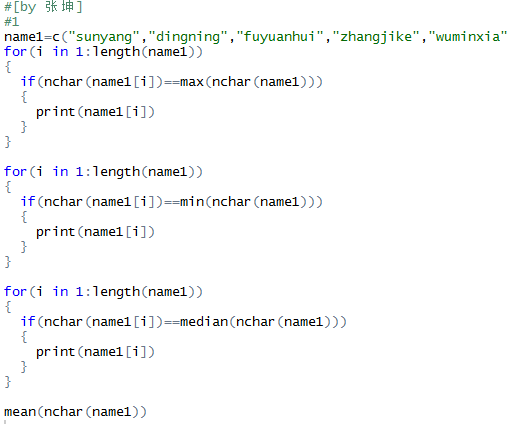 #[by 张坤]
#1
name1=c("sunyang","dingning","fuyuanhui","zhangjike","wuminxia"
for(i in 1:length(name1))
{
  if(nchar(name1[i])==max(nchar(name1)))
  {
    print(name1[i])
  }
}
for(i in 1:length(name1))
{
  if(nchar(name1[i])==min(nchar(name1)))
  {
    print(name1[i])
  }
}
for(i in 1:length(name1))
{
  if(nchar(name1[i])==median(nchar(name1)))
  {
    print(name1[i])
  }
}
mean(nchar(name1))